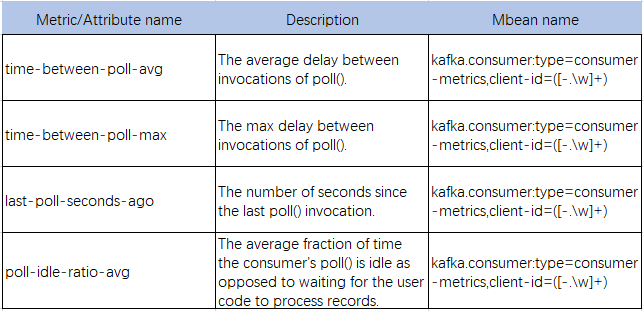 Metric/Attribute name Description Mbean name
time-between-poll-avg
The average delay between
invocations of poll().
kafka.consumer:type=consumer
-metrics,client-id=([-.\w]+)
time-between-poll-max
The max delay between
invocations of poll().
kafka.consumer:type=consumer
-metrics,client-id=([-.\w]+)
last-poll-seconds-ago
The number of seconds since
the last poll() invocation.
kafka.consumer:type=consumer
-metrics,client-id=([-.\w]+)
poll-idle-ratio-avg
The average fraction of time
the consumer's poll() is idle as
opposed to waiting for the user
code to process records.
kafka.consumer:type=consumer
-metrics,client-id=([-.\w]+)